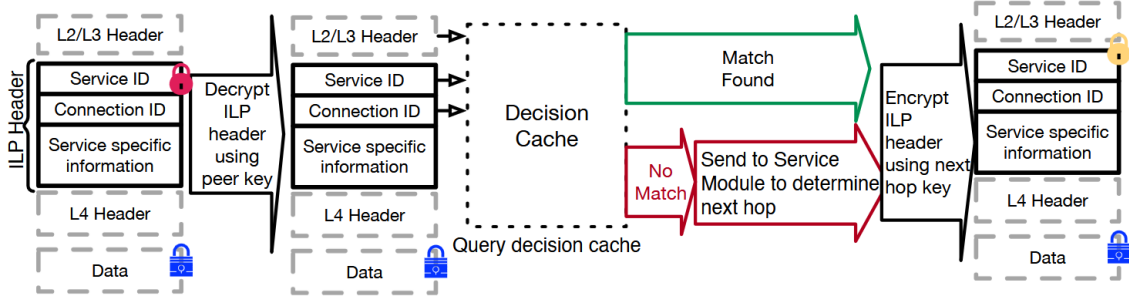 ILP Header
L2/L3 Header
Service ID
Connection ID
Service specific
information
L4 Header
Data
Decrypt
ILP
header
using
peer key
L2/L3 Header
Service ID
Connection ID
Service specific
information
L4 Header
Data
Decision
Cache
Query decision cache
Match
Found
No
Match
Send to Service
Module to determine
next hop
Encrypt
ILP
header
using next
hop key
L2/L3 Header
Service ID
Connection ID
Service specific
information
L4 Header
Data